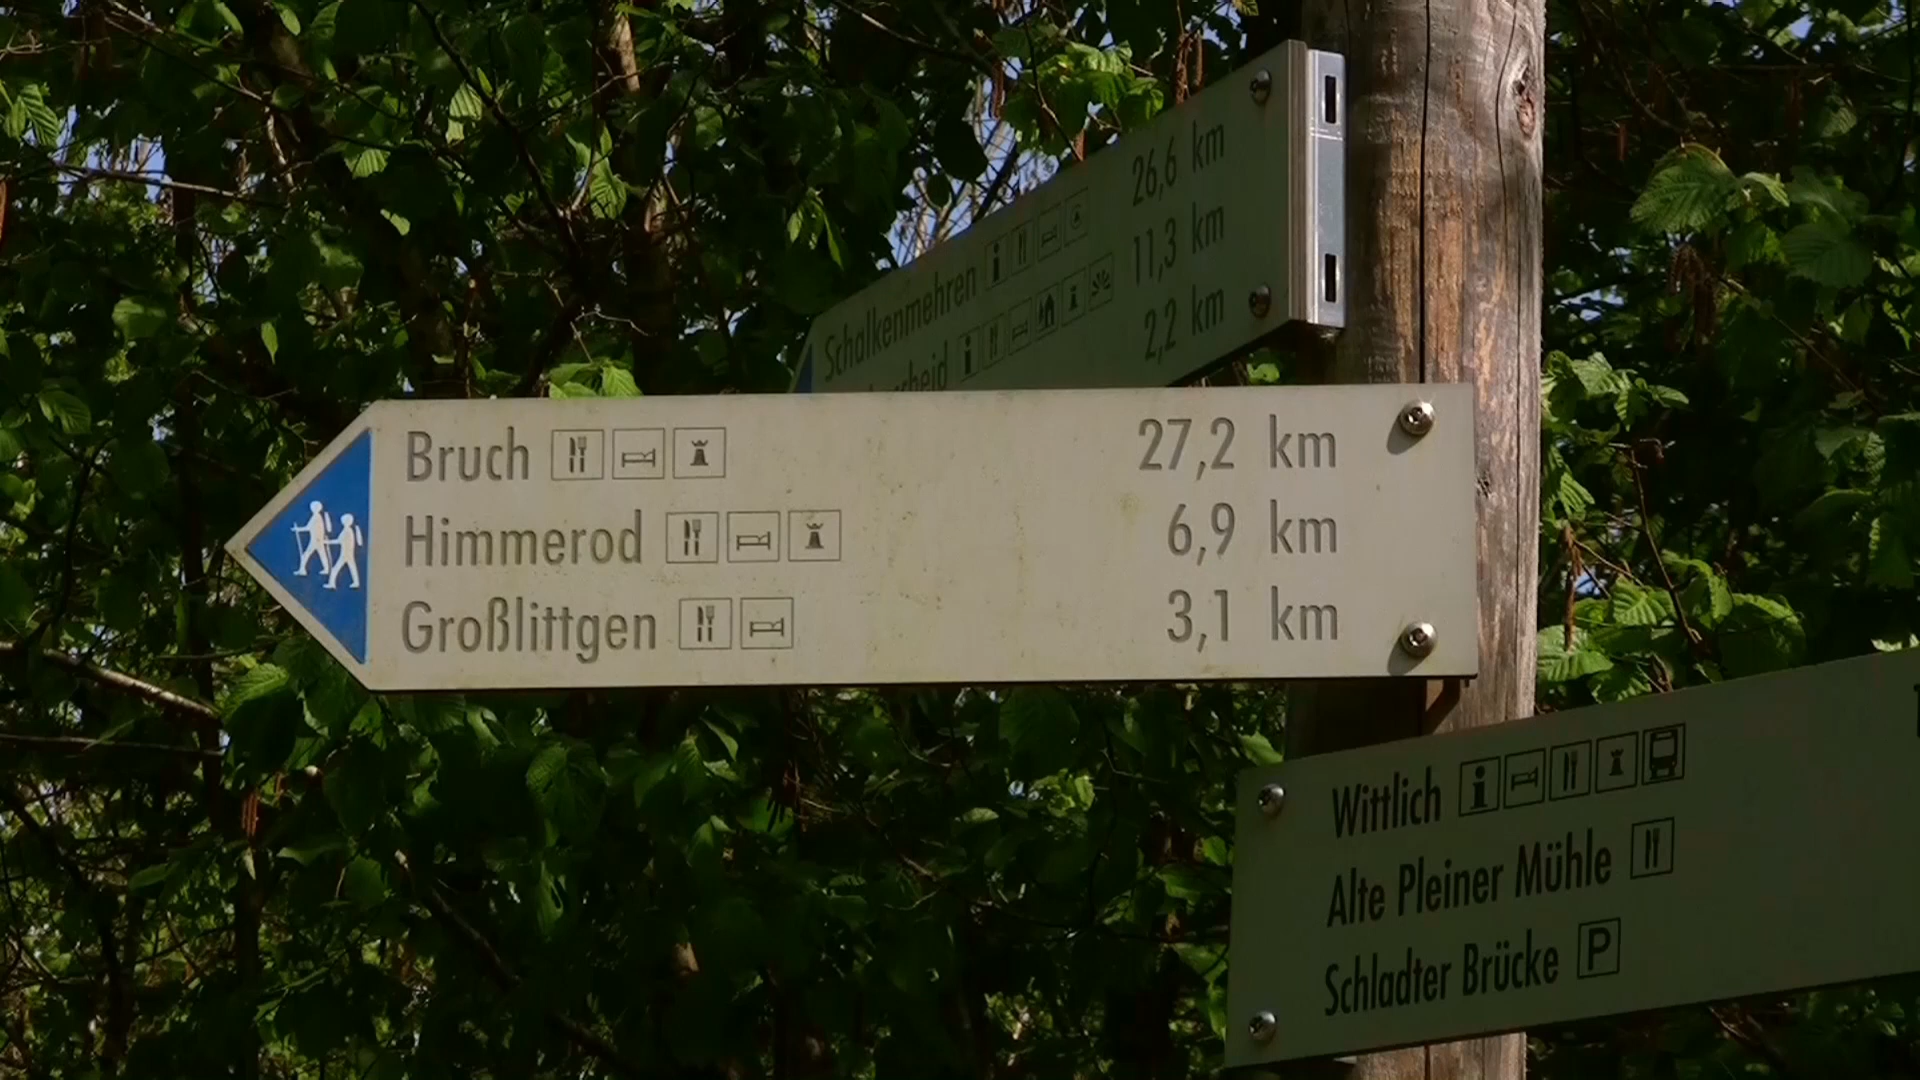 Schalkenmehren 26,6 km
11,3 km
2,2 km
Bruch 27,2 km
Himmerod 6,9 km
Großlittgen 3,1 km
Wittlich
Alte Pleiner Mühle
Schladter Brücke P